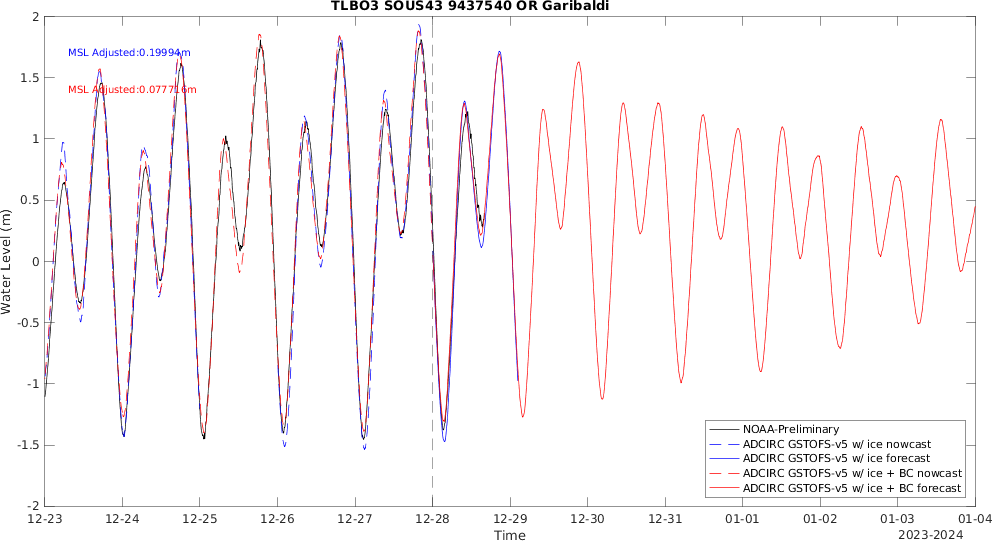 TLBO3 SOUS43 9437540 OR Garibaldi
MSL Adjusted:0.19994m
MSL Adjusted:0.077716m
Water Level (m)
2
1.5
1
0.5
0
-0.5
-1
-1.5
-2
NOAA-Preliminary
ADCIRC GSTOFS-v5 w/ ice nowcast
ADCIRC GSTOFS-v5 w/ ice forecast
ADCIRC GSTOFS-v5 w/ ice + BC nowcast
ADCIRC GSTOFS-v5 w/ ice + BC forecast
12-23 12-24 12-25 12-26 12-27 12-28 12-29 12-30 12-31 01-01 01-02 01-03 01-04
Time
2023-2024